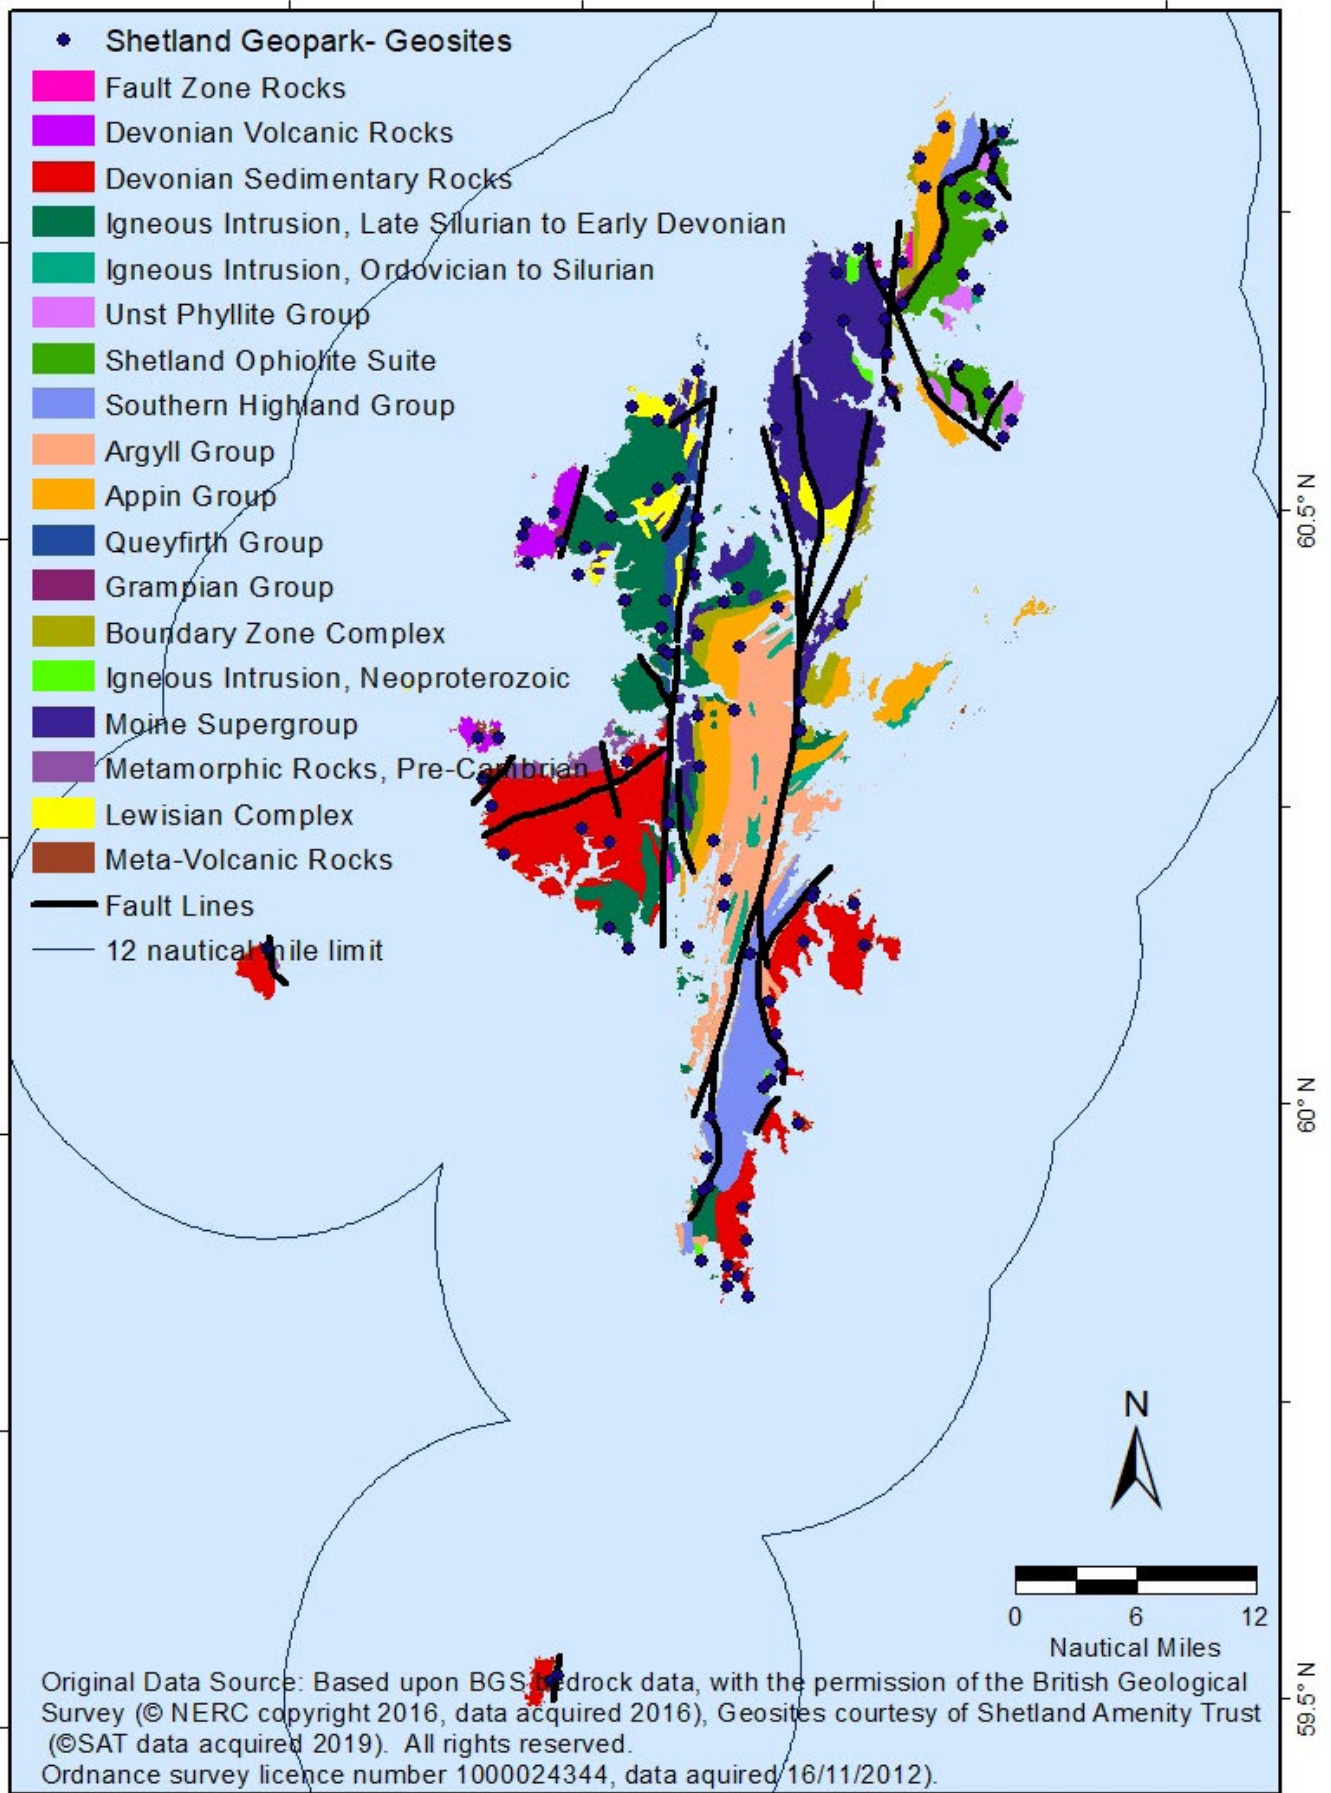 Shetland Geopark- Geosites
Fault Zone Rocks
Devonian Volcanic Rocks
Devonian Sedimentary Rocks
Igneous Intrusion, Late Silurian to Early Devonian
Igneous Intrusion, Ordovician to Silurian
Unst Phyllite Group
Shetland Ophiolite Suite
Southern Highland Group
Argyll Group
Appin Group
Queyfirth Group
Grampian Group
Boundary Zone Complex
Igneous Intrusion, Neoproterozoic
Moine Supergroup
Metamorphic Rocks, Pre-Cambrian
Lewisian Complex
Meta-Volcanic Rocks
Fault Lines
12 nautical mile limit
60.5° N
60° N
59.5° N
N
0 6 12
Nautical Miles
Original Data Source: Based upon BGS bedrock data, with the permission of the British Geological
Survey (© NERC copyright 2016, data acquired 2016), Geosites courtesy of Shetland Amenity Trust
(©SAT data acquired 2019). All rights reserved.
Ordnance survey licence number 1000024344, data aquired 16/11/2012).